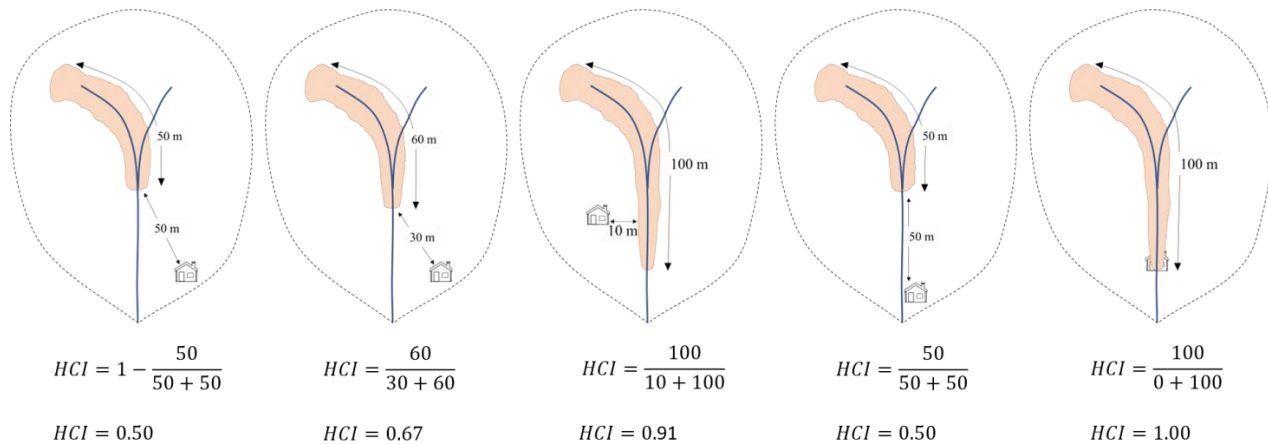 50 m
50 m
60 m
30 m
100 m
10 m
50 m
50 m
100 m
HCI = 1 − 50 / (50 + 50)
HCI = 60 / (30 + 60)
HCI = 100 / (10 + 100)
HCI = 50 / (50 + 50)
HCI = 100 / (0 + 100)
HCI = 0.50
HCI = 0.67
HCI = 0.91
HCI = 0.50
HCI = 1.00